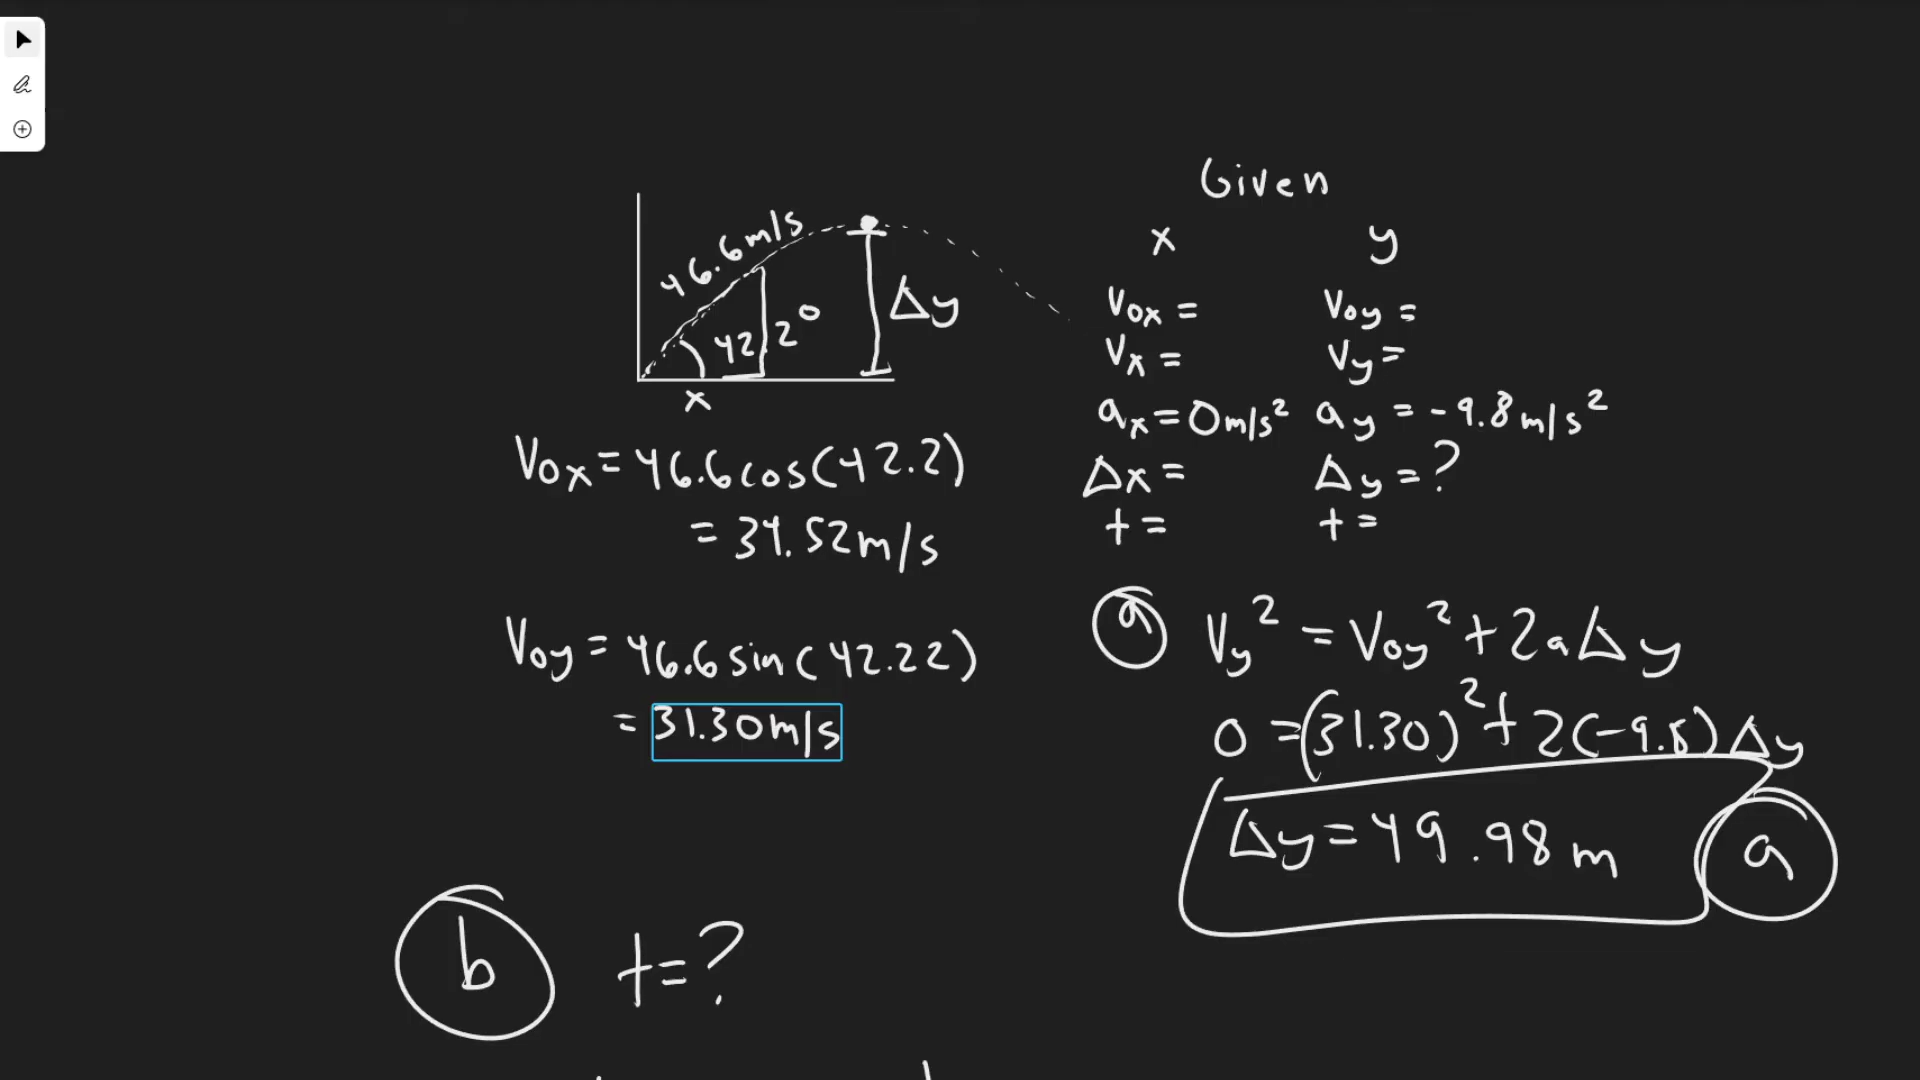 Given
x y
46.6m/s
42.2°
Δy
x
Vox = Voy =
Vx = Vy =
ax = 0m/s² ay = -9.8m/s²
Δx = Δy = ?
t = t =
Vox = 46.6cos(42.2)
= 34.52m/s
Voy = 46.6sin(42.22)
= 31.30m/s
a Vy² = Voy² + 2aΔy
0 = (31.30)² + 2(-9.8)Δy
Δy = 49.98m a
b t = ?